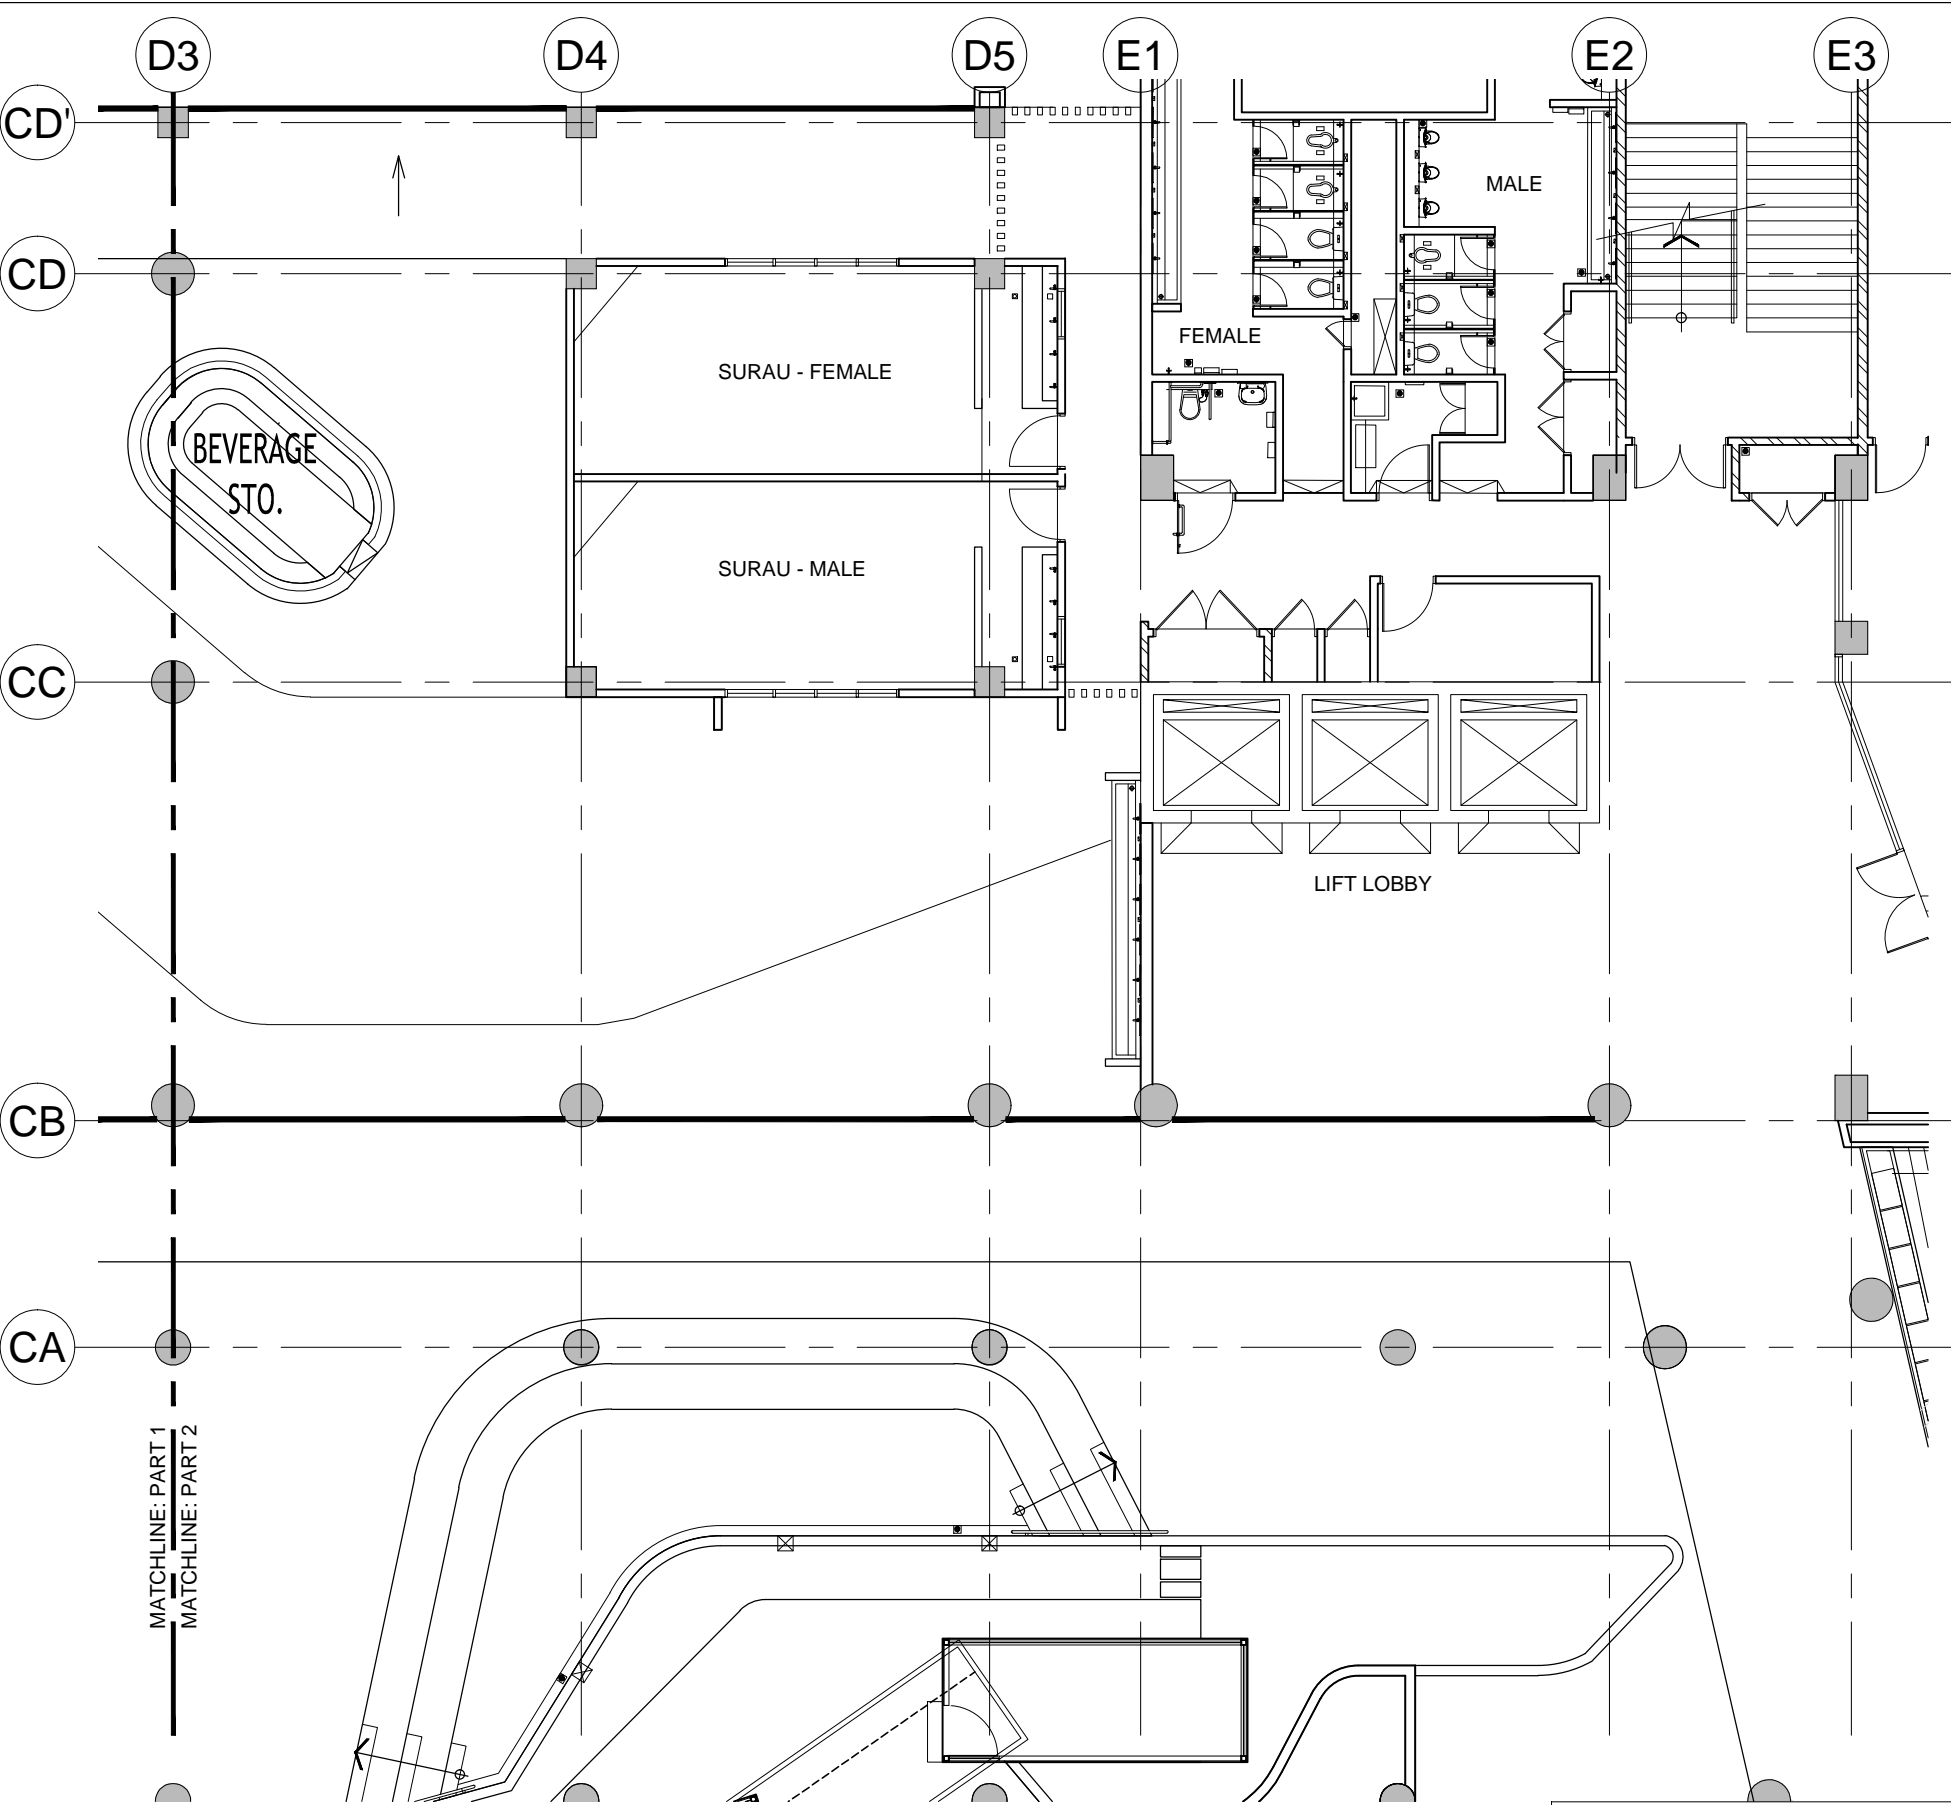 D3
D4
D5
E1
E2
E3
CD'
MALE
CD
FEMALE
SURAU - FEMALE
BEVERAGE
STO.
SURAU - MALE
CC
LIFT LOBBY
CB
CA
MATCHLINE: PART 1
MATCHLINE: PART 2